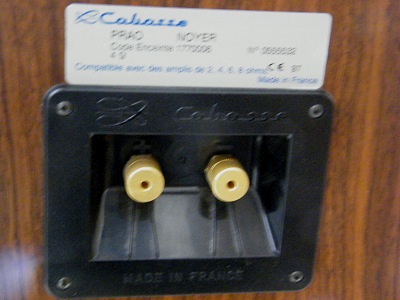 Cabasse
PRAO NOYER
Code Enceinte 1770006
4 Ω
Compatible avec des amplis de 2, 4, 6, 8 ohms CE 97
Made in France
Cabasse
+ -
MADE IN FRANCE